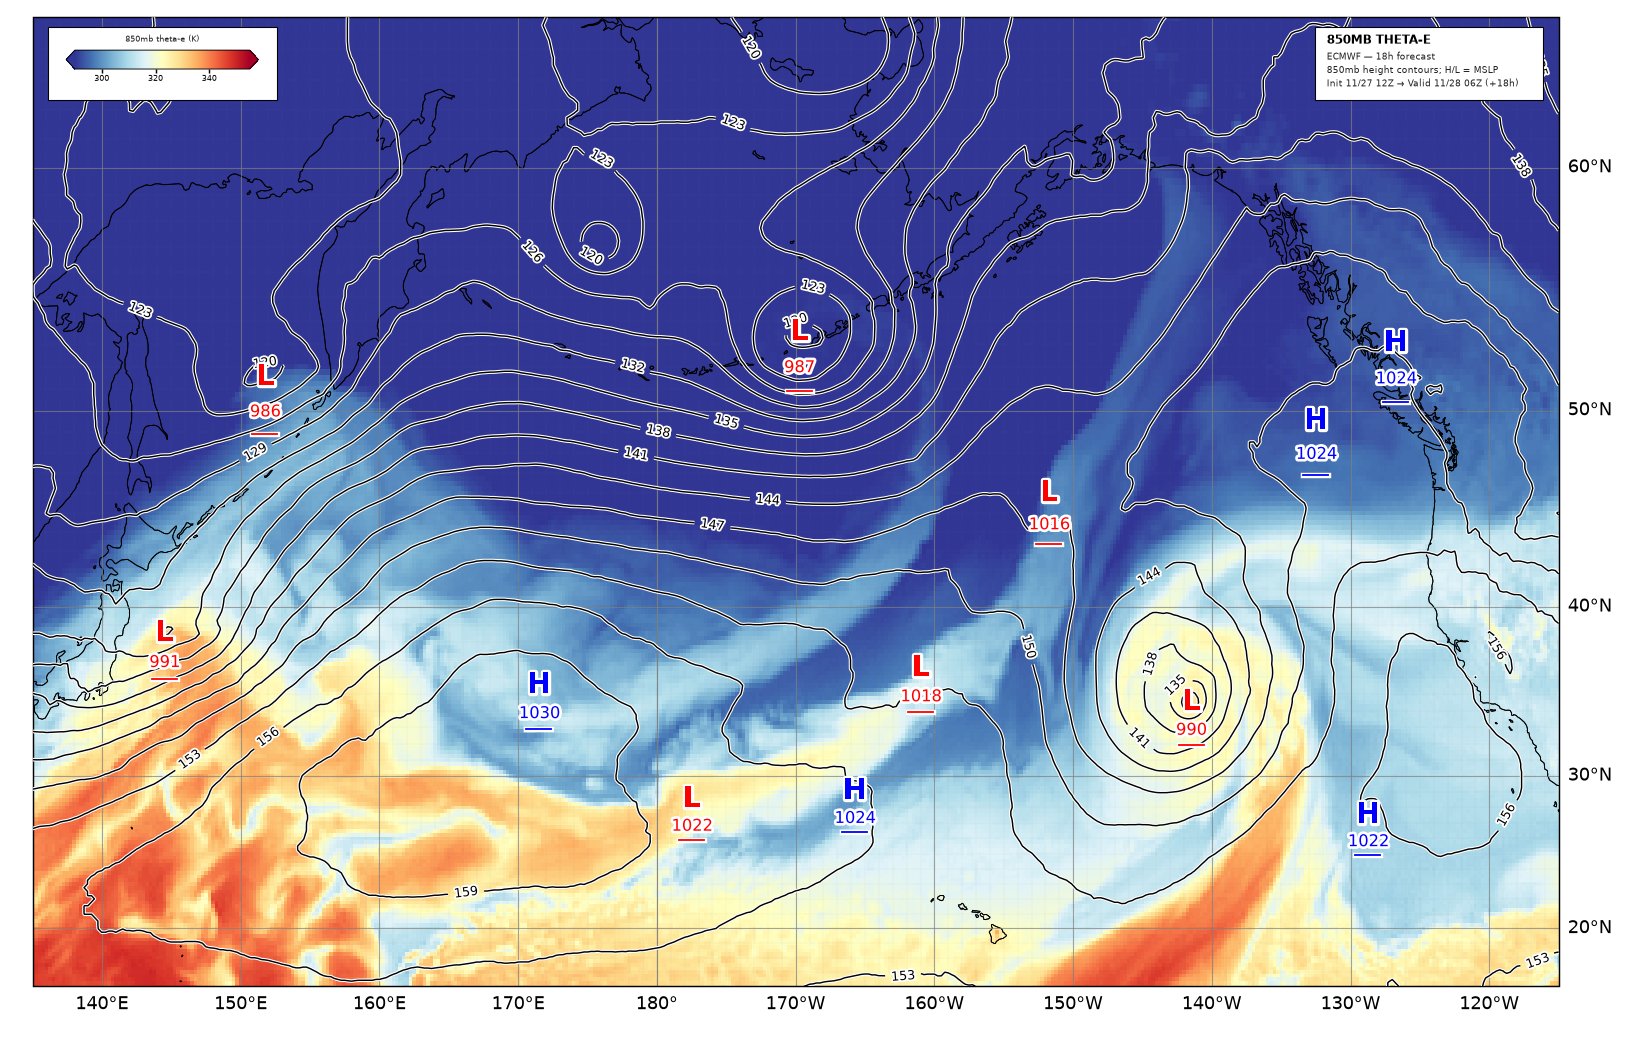 850mb theta-e (K)
300 320 340
850MB THETA-E
ECMWF — 18h forecast
850mb height contours; H/L = MSLP
Init 11/27 12Z → Valid 11/28 06Z (+18h)
120
123
123
138
60°N
126
120
123
123
120
L
987
132
H
1024
120
L
986
135
138
H
1024
50°N
129
141
144
147
L
1016
144
40°N
L
991
150
156
138
135
H
1030
L
1018
L
990
156
153
141
30°N
L
1022
H
1024
H
1022
156
159
20°N
153
153
140°E
150°E
160°E
170°E
180°
170°W
160°W
150°W
140°W
130°W
120°W